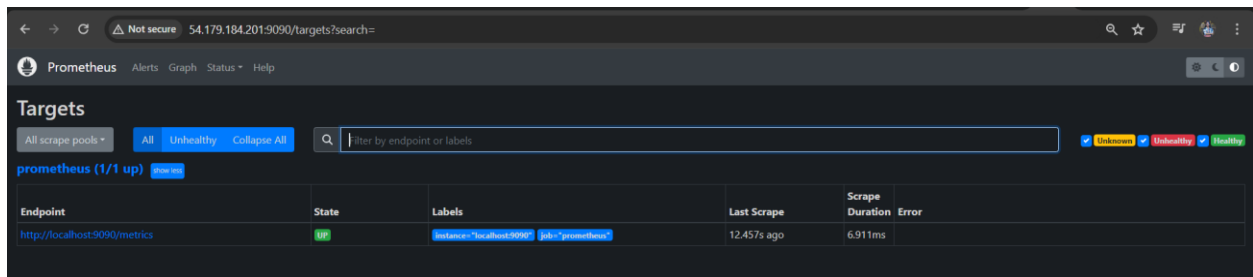 Not secure 54.179.184.201:9090/targets?search=
Prometheus Alerts Graph Status Help
Targets
All scrape pools All Unhealthy Collapse All Filter by endpoint or labels Unknown Unhealthy Healthy
prometheus (1/1 up) show less
Endpoint State Labels Last Scrape Scrape Duration Error
http://localhost:9090/metrics UP instance="localhost:9090" job="prometheus" 12.457s ago 6.911ms